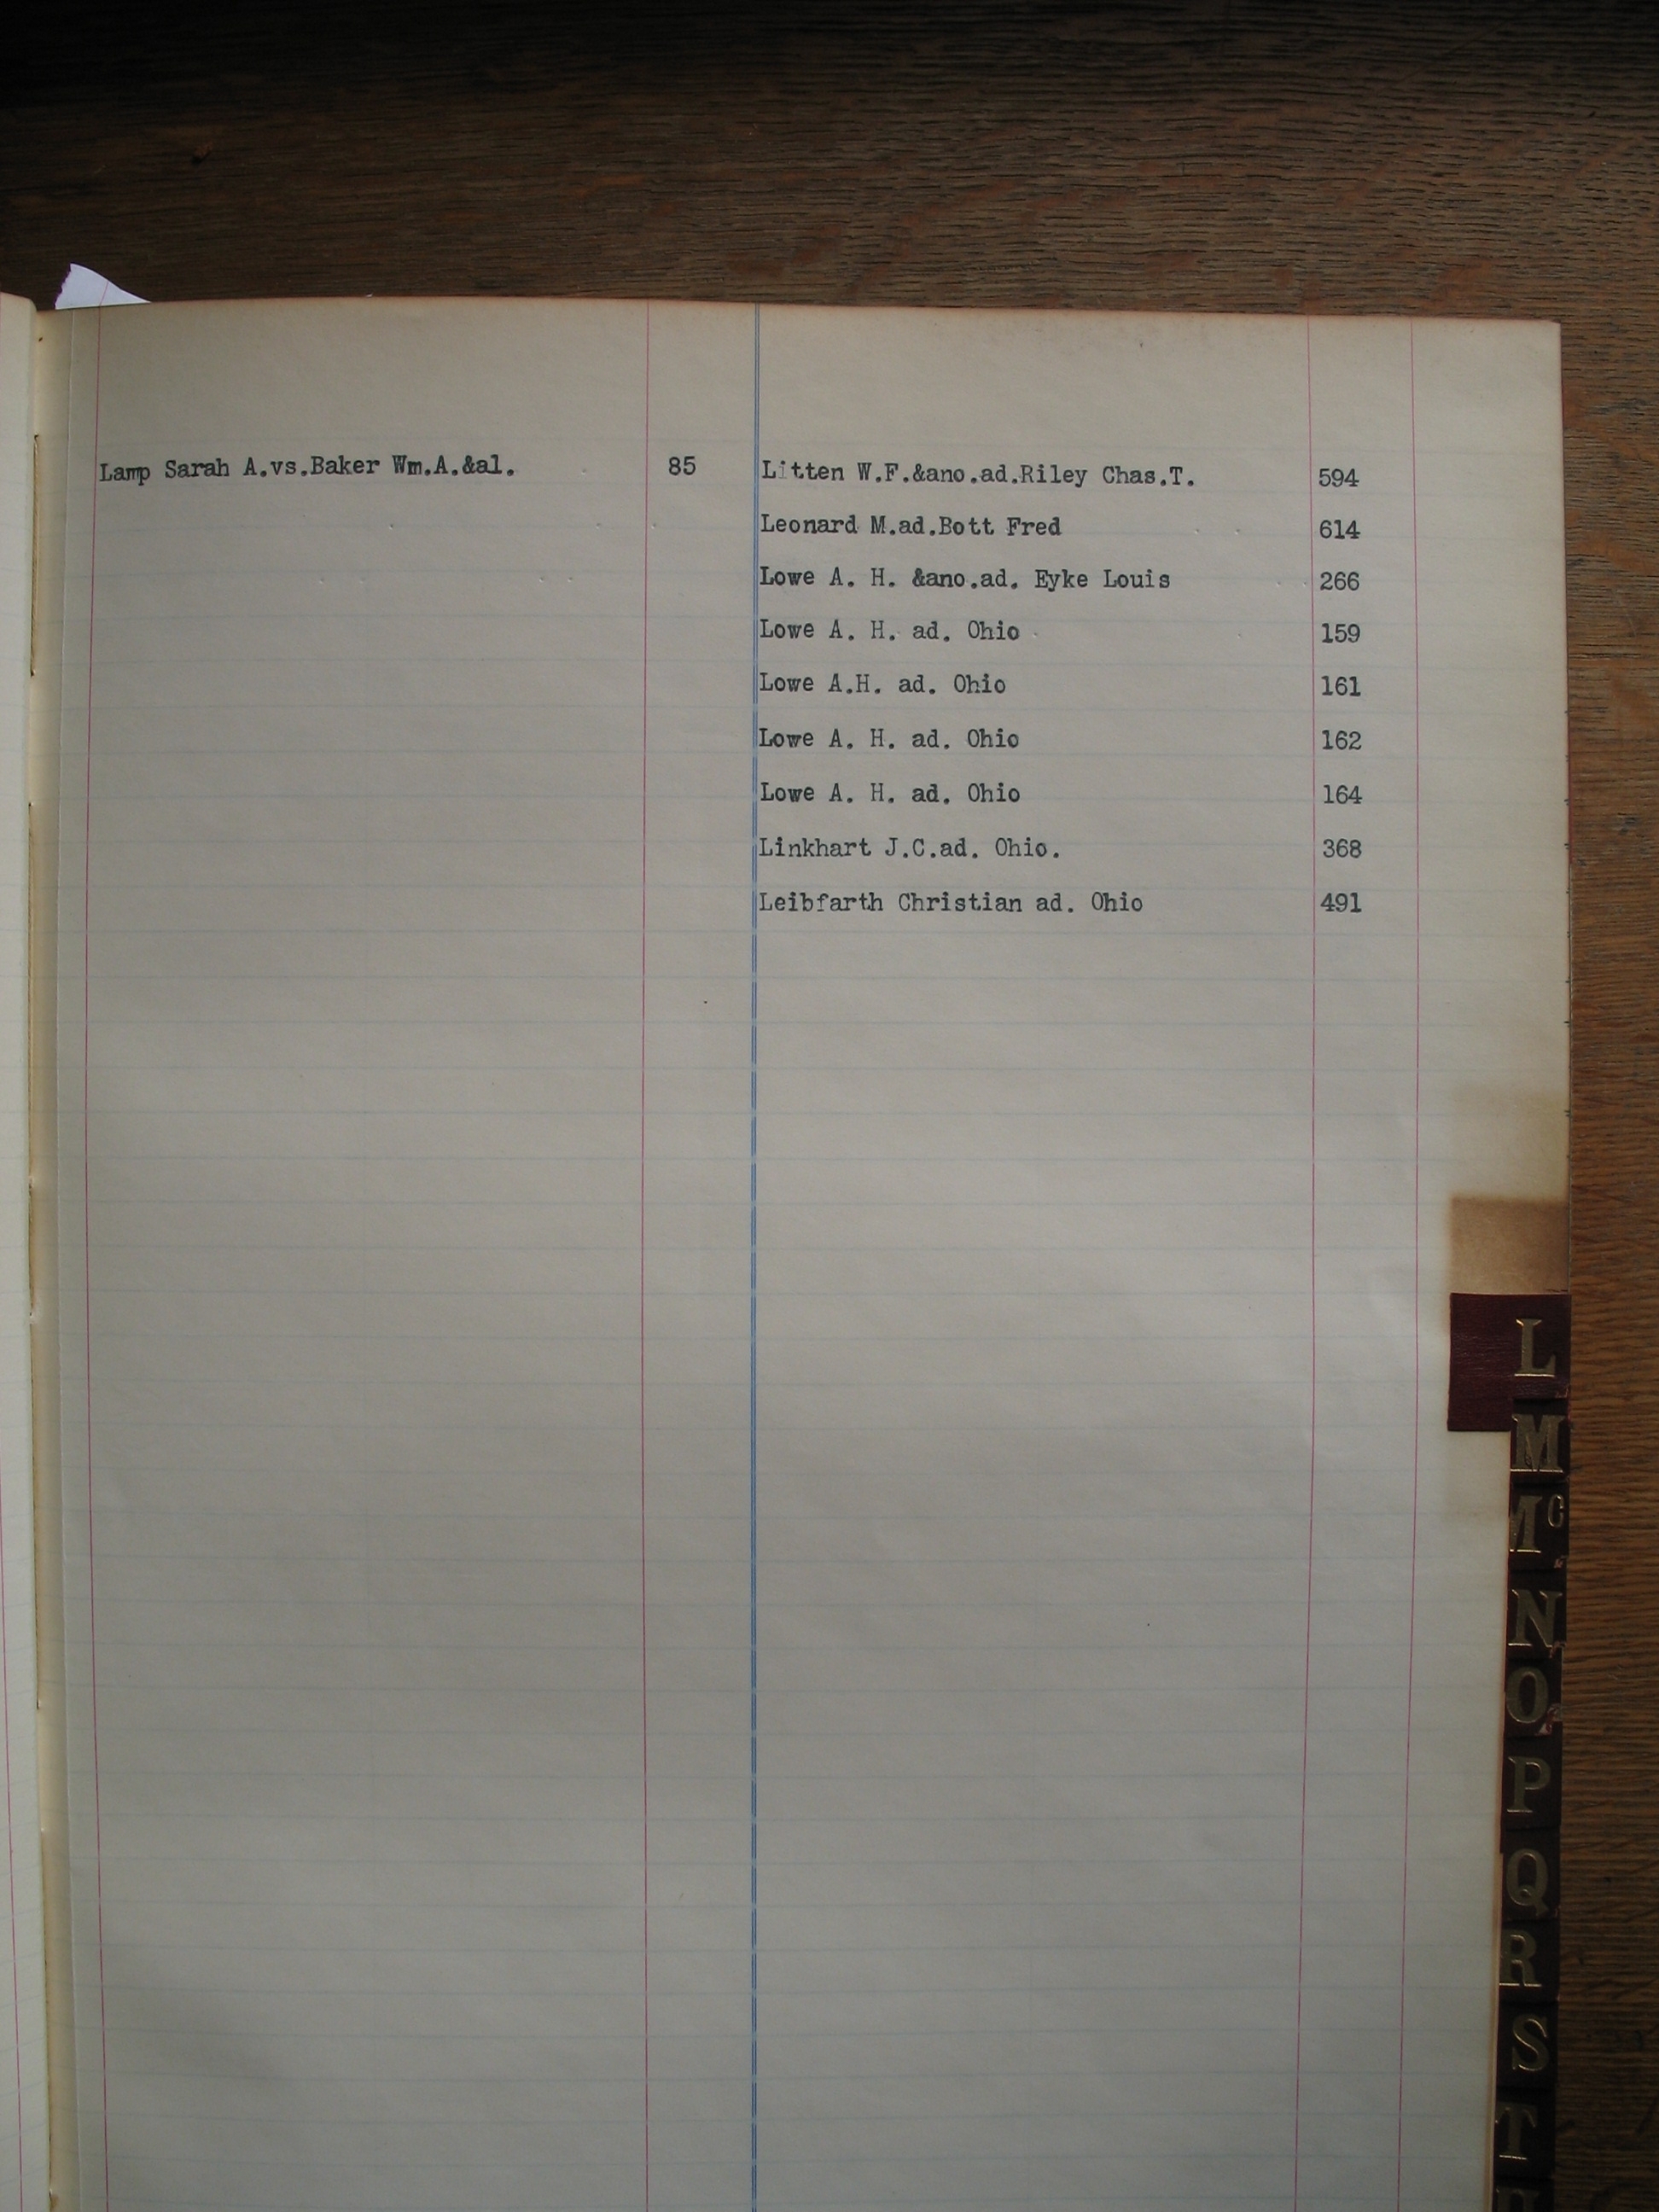 Lamp Sarah A.vs.Baker Wm.A.&al. 85
Litten W.F.&ano.ad.Riley Chas.T. 594
Leonard M.ad.Bott Fred 614
Lowe A. H. &ano.ad. Eyke Louis 266
Lowe A. H. ad. Ohio 159
Lowe A.H. ad. Ohio 161
Lowe A. H. ad. Ohio 162
Lowe A. H. ad. Ohio 164
Linkhart J.C.ad. Ohio. 368
Leibfarth Christian ad. Ohio 491
L
M
Mc
N
O
P
Q
R
S
T